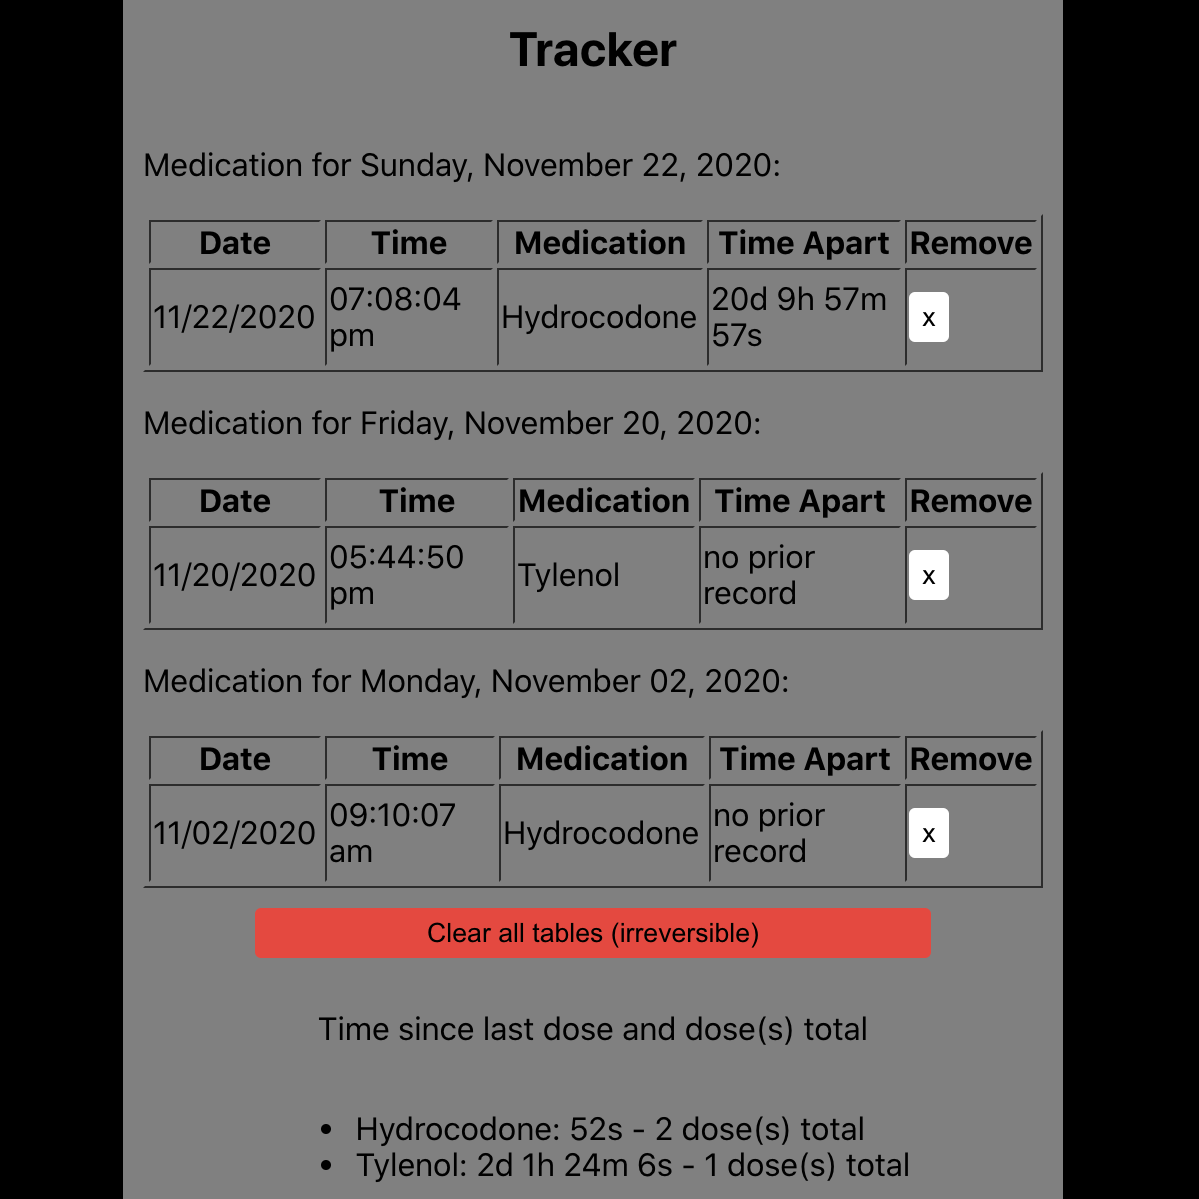 Tracker
Medication for Sunday, November 22, 2020:
Date Time Medication Time Apart Remove
11/22/2020 07:08:04 pm Hydrocodone 20d 9h 57m 57s x
Medication for Friday, November 20, 2020:
Date Time Medication Time Apart Remove
11/20/2020 05:44:50 pm Tylenol no prior record x
Medication for Monday, November 02, 2020:
Date Time Medication Time Apart Remove
11/02/2020 09:10:07 am Hydrocodone no prior record x
Clear all tables (irreversible)
Time since last dose and dose(s) total
• Hydrocodone: 52s - 2 dose(s) total
• Tylenol: 2d 1h 24m 6s - 1 dose(s) total